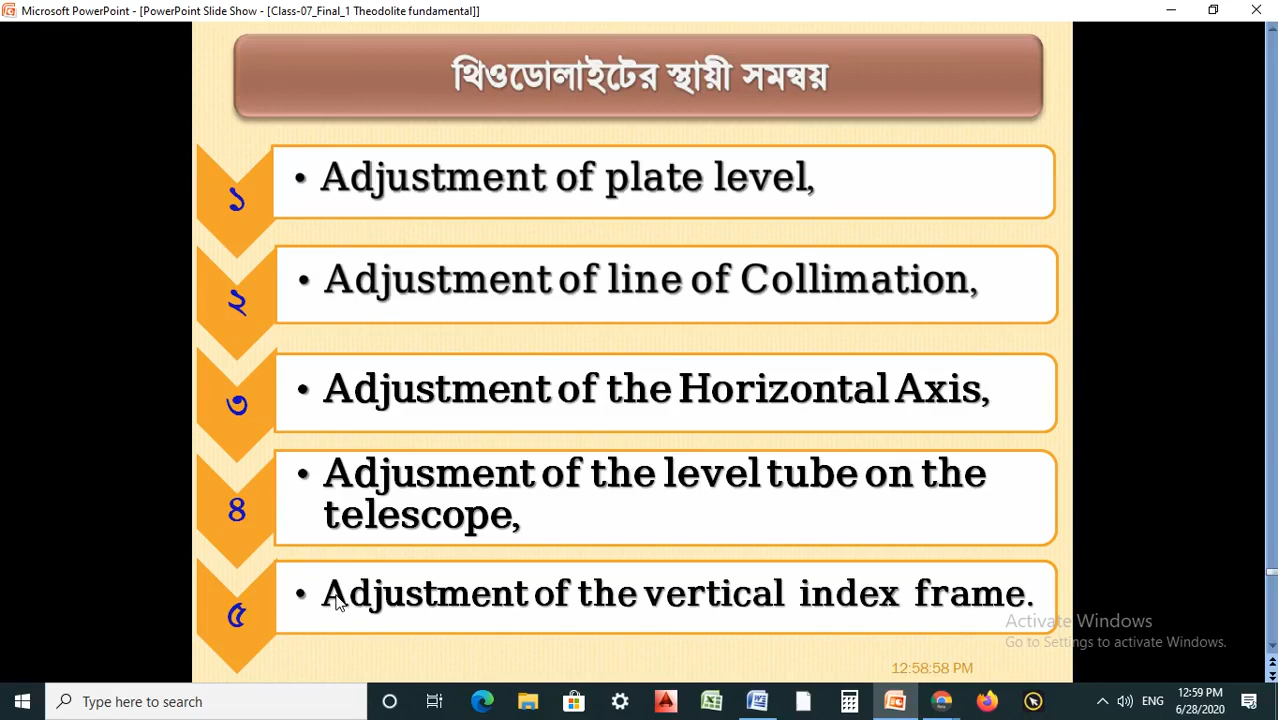 Microsoft PowerPoint - [PowerPoint Slide Show - [Class-07_Final_1 Theodolite fundamental]]
থিওডোলাইটের স্থায়ী সমন্বয়
১
• Adjustment of plate level,
২
• Adjustment of line of Collimation,
৩
• Adjustment of the Horizontal Axis,
৪
• Adjusment of the level tube on the
telescope,
৫
• Adjustment of the vertical index frame.
Activate Windows
Go to Settings to activate Windows.
12:58:58 PM
Type here to search
ENG
12:59 PM
6/28/2020